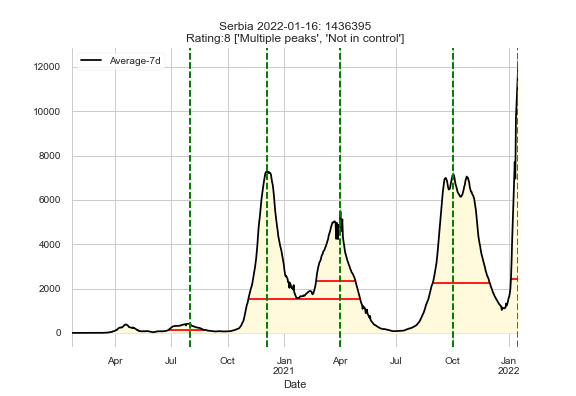 Serbia 2022-01-16: 1436395
Rating:8 ['Multiple peaks', 'Not in control']
Average-7d
12000
10000
8000
6000
4000
2000
0
Apr Jul Oct Jan Apr Jul Oct Jan
2021 2022
Date